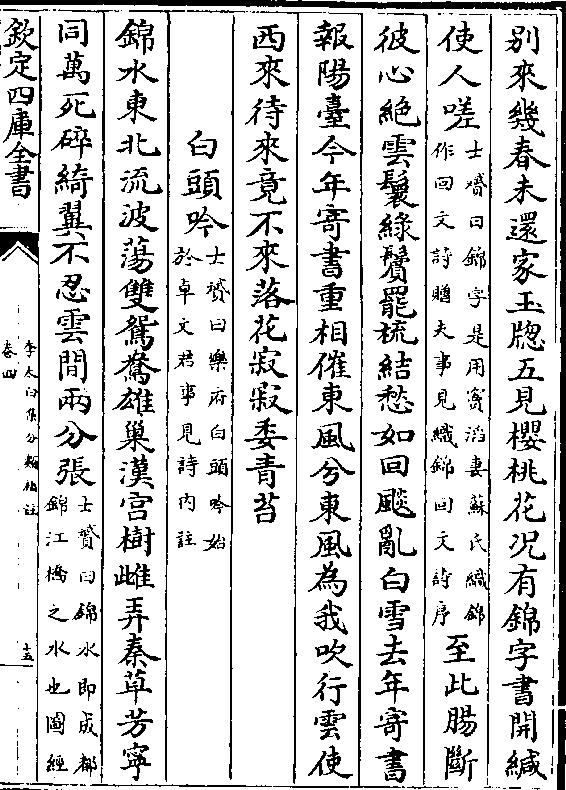 別來幾春未還家玉牕五見櫻桃花况有錦字書開緘
使人嗟士贇曰錦字是用竇滔妻蘇氏織錦作回文詩贈夫事見織錦回文詩序至此腸斷
彼心絶雲鬟綠鬢罷梳結愁如回飈亂白雪去年寄書
報陽臺今年寄書重相催東風兮東風為我吹行雲使
西來待來竟不來落花寂寂委青苔
白頭吟士贇曰樂府白頭吟始於卓文君事見詩內註
錦水東北流波蕩雙鴛鴦雄巢漢宫樹雌弄秦草芳寧
同萬死碎綺翼不忍雲間兩分張士贇曰錦水即成都錦江橋之水也圖經
欽定四庫全書
李太白集分類補註
卷四
十五